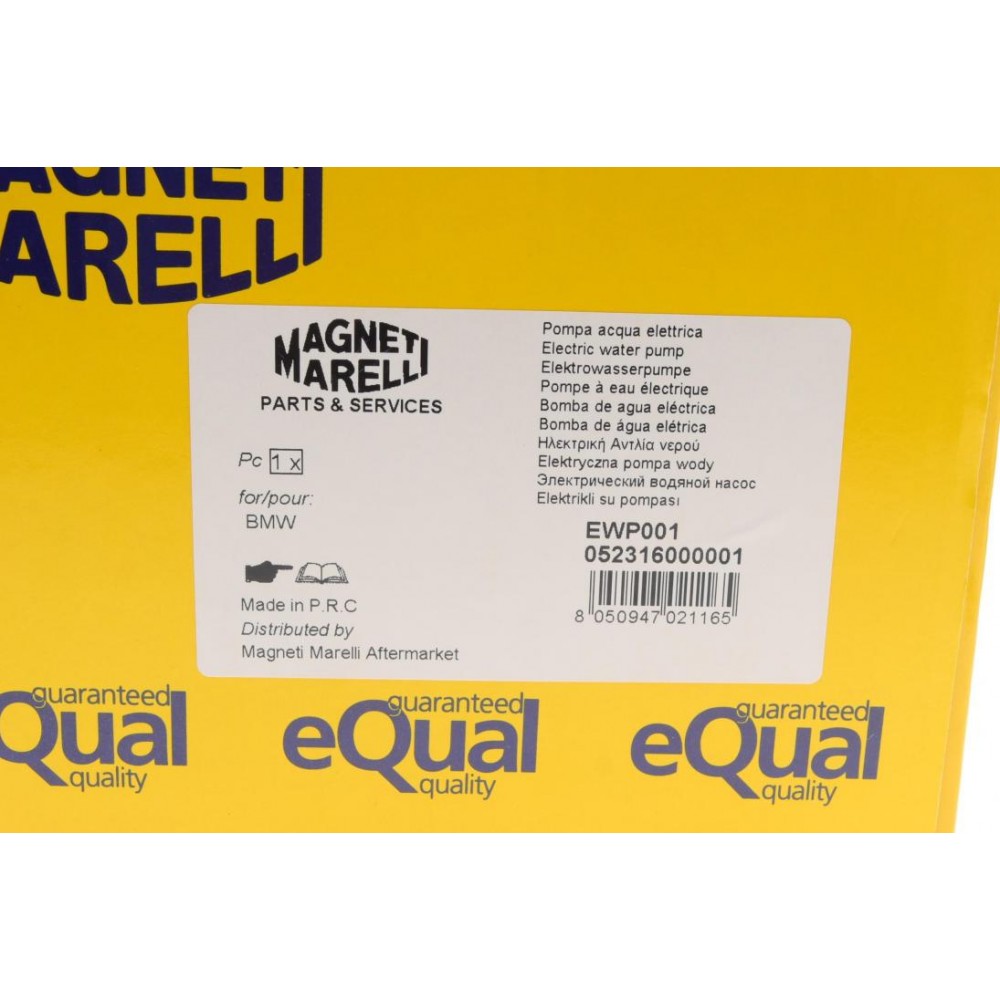 MAGNETI
MARELLI
MAGNETI
MARELLI
PARTS & SERVICES
Pc 1 x
for/pour:
BMW
Made in P.R.C
Distributed by
Magneti Marelli Aftermarket
Pompa acqua elettrica
Electric water pump
Elektrowasserpumpe
Pompe à eau électrique
Bomba de agua eléctrica
Bomba de água elétrica
Ηλεκτρική Αντλία νερού
Elektryczna pompa wody
Электрический водяной насос
Elektrikli su pompası
EWP001
052316000001
8 050947 021165
guaranteed
eQual
quality
guaranteed
eQual
quality
guaranteed
eQual
quality